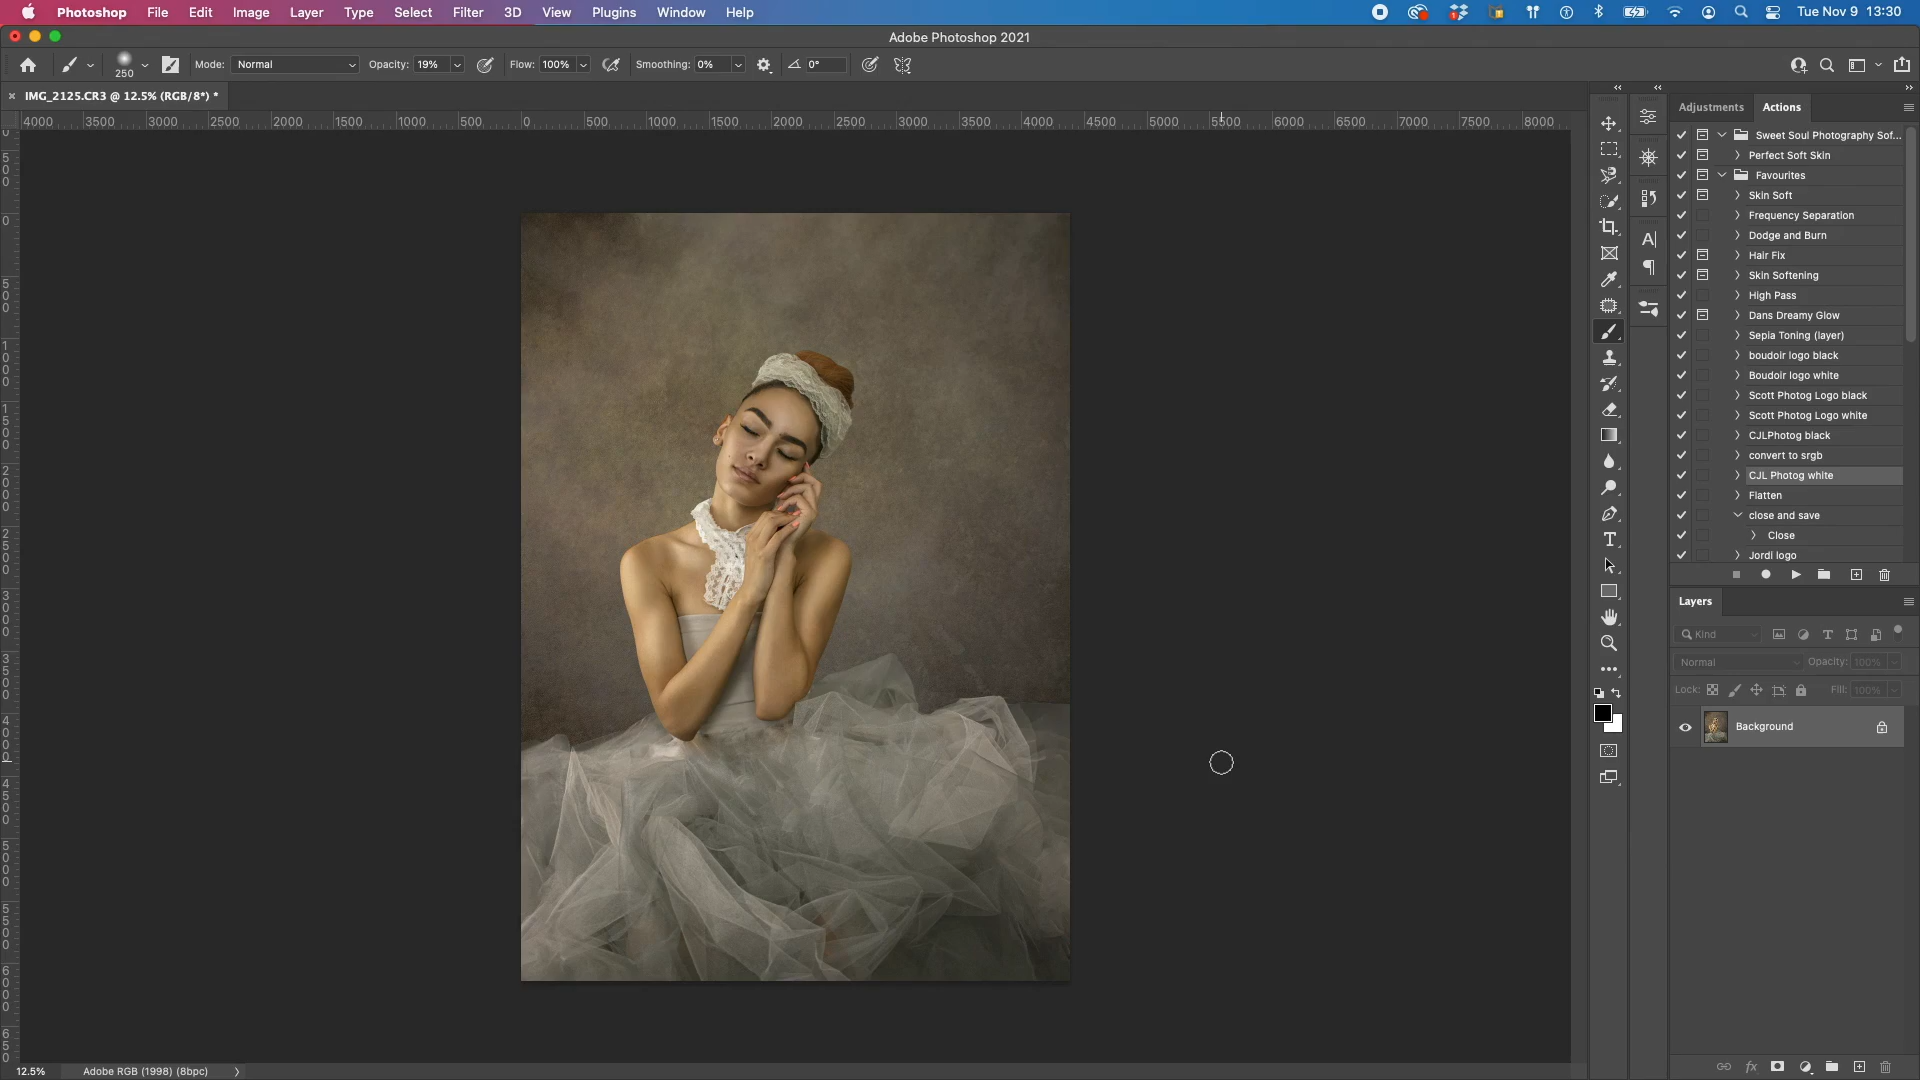 Photoshop File Edit Image Layer Type Select Filter 3D View Plugins Window Help Tue Nov 9 13:30
Adobe Photoshop 2021
250 Mode: Normal Opacity: 19% Flow: 100% Smoothing: 0% 0°
IMG_2125.CR3 @ 12.5% (RGB/8*) *
4000 3500 3000 2500 2000 1500 1000 500 0 500 1000 1500 2000 2500 3000 3500 4000 4500 5000 5500 6000 6500 7000 7500 8000
Adjustments Actions
Sweet Soul Photography Sof...
Perfect Soft Skin
Favourites
Skin Soft
Frequency Separation
Dodge and Burn
Hair Fix
Skin Softening
High Pass
Dans Dreamy Glow
Sepia Toning (layer)
boudoir logo black
Boudoir logo white
Scott Photog Logo black
Scott Photog Logo white
CJLPhotog black
convert to srgb
CJL Photog white
Flatten
close and save
Close
Jordi logo
Layers
Kind
Normal Opacity: 100%
Lock: Fill: 100%
Background
12.5% Adobe RGB (1998) (8bpc)